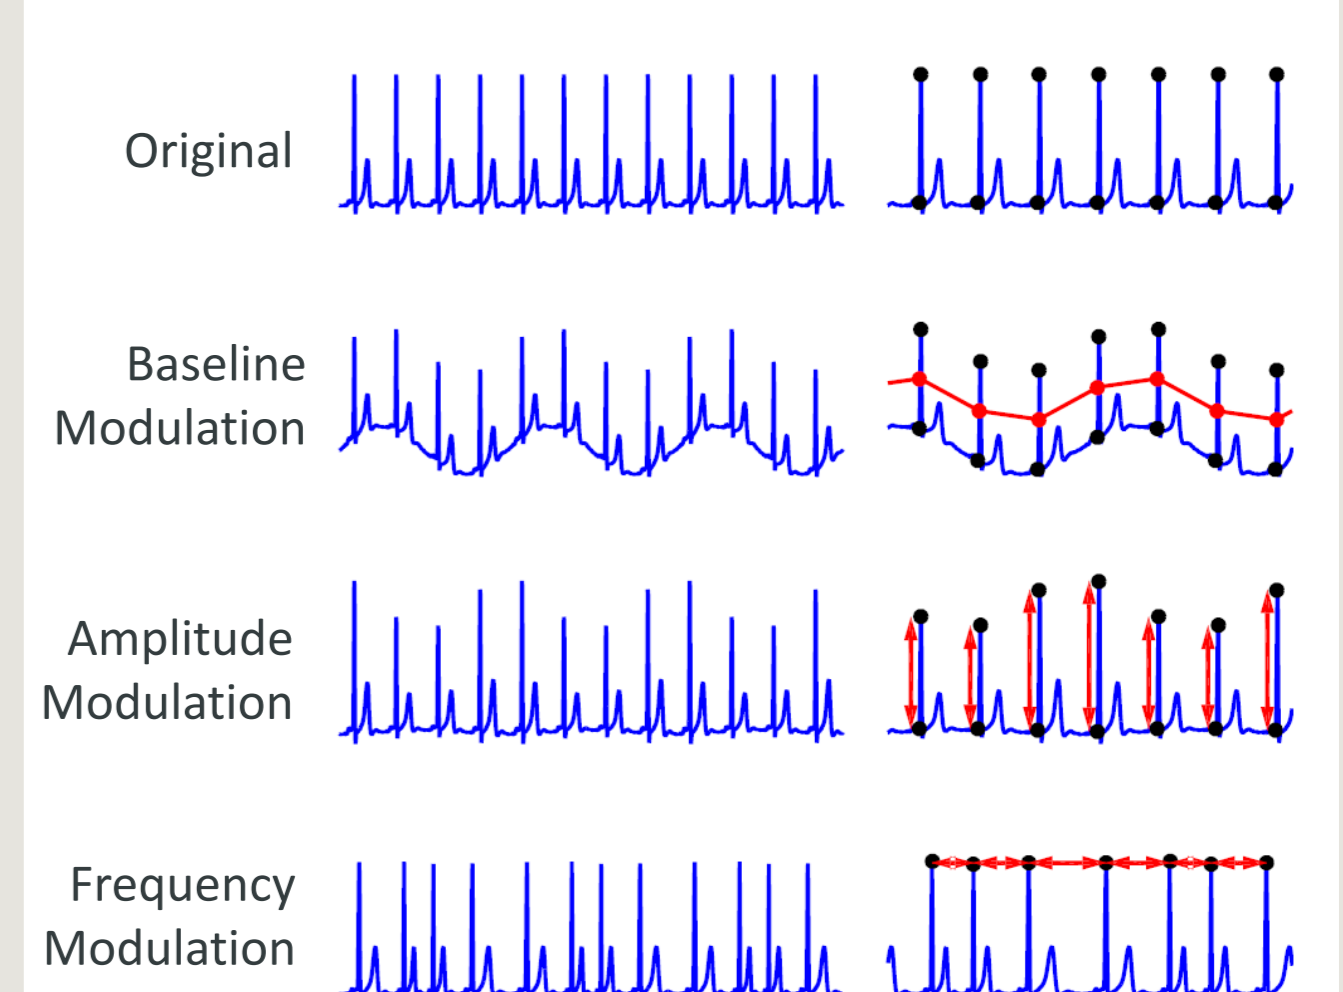 Original
Baseline
Modulation
Amplitude
Modulation
Frequency
Modulation